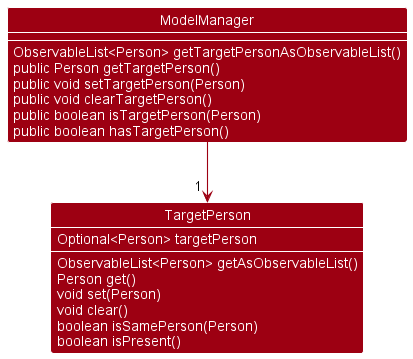 ModelManager
ObservableList<Person> getTargetPersonAsObservableList()
public Person getTargetPerson()
public void setTargetPerson(Person)
public void clearTargetPerson()
public boolean isTargetPerson(Person)
public boolean hasTargetPerson()
1
TargetPerson
Optional<Person> targetPerson
ObservableList<Person> getAsObservableList()
Person get()
void set(Person)
void clear()
boolean isSamePerson(Person)
boolean isPresent()